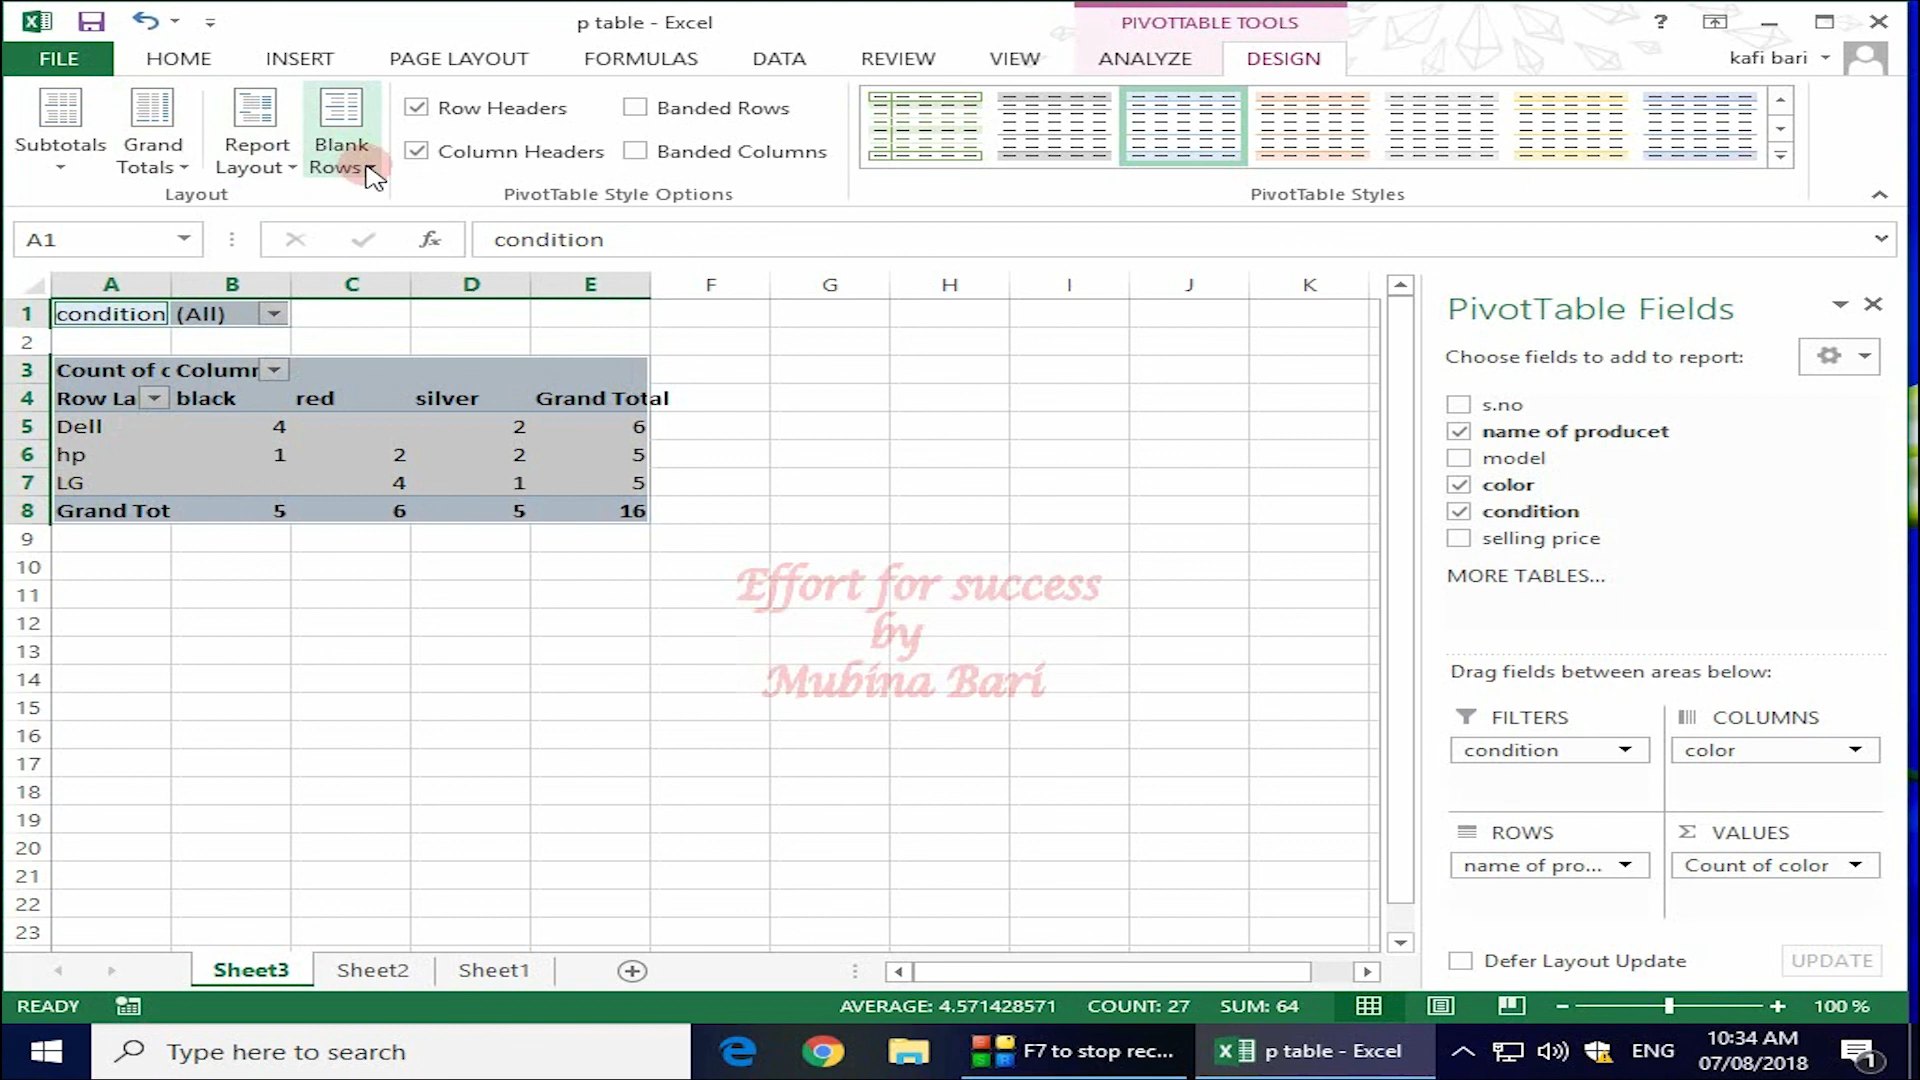 p table - Excel
PIVOTTABLE TOOLS
?
FILE HOME INSERT PAGE LAYOUT FORMULAS DATA REVIEW VIEW ANALYZE DESIGN kafi bari
Subtotals
Grand Totals
Report Layout
Blank Rows
Layout
Row Headers
Banded Rows
Column Headers
Banded Columns
PivotTable Style Options
PivotTable Styles
A1
fx
condition
A B C D E F G H I J K
1 condition (All)
2
3 Count of c Column
4 Row La black red silver Grand Total
5 Dell 4 2 6
6 hp 1 2 2 5
7 LG 4 1 5
8 Grand Tot 5 6 5 16
9
10
11
12
13
14
15
16
17
18
19
20
21
22
23
Effort for success
by
Mubina Bari
PivotTable Fields
Choose fields to add to report:
s.no
name of producet
model
color
condition
selling price
MORE TABLES...
Drag fields between areas below:
FILTERS
condition
COLUMNS
color
ROWS
name of pro...
Σ VALUES
Count of color
Defer Layout Update
UPDATE
Sheet3 Sheet2 Sheet1
READY
AVERAGE: 4.571428571 COUNT: 27 SUM: 64
100 %
Type here to search
F7 to stop rec...
p table - Excel
ENG
10:34 AM
07/08/2018
1